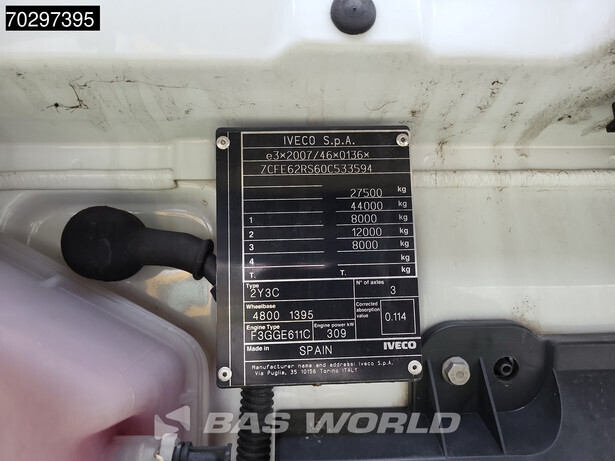 70297395
IVECO S.p.A.
e3*2007/46*0136*
ZCFE62RS60C533594
27500 kg
44000 kg
1 8000 kg
2 12000 kg
3 8000 kg
4 kg
T. T. kg
Type
2Y3C
N° of axles
3
Wheelbase
4800 1395
Corrected absorption value
0.114
Engine Type
F3GGE611C
Engine power kW
309
Made in SPAIN
IVECO
Manufacturer name and address: Iveco S.p.A.
Via Puglia, 35 10156 Torino ITALY
BAS WORLD